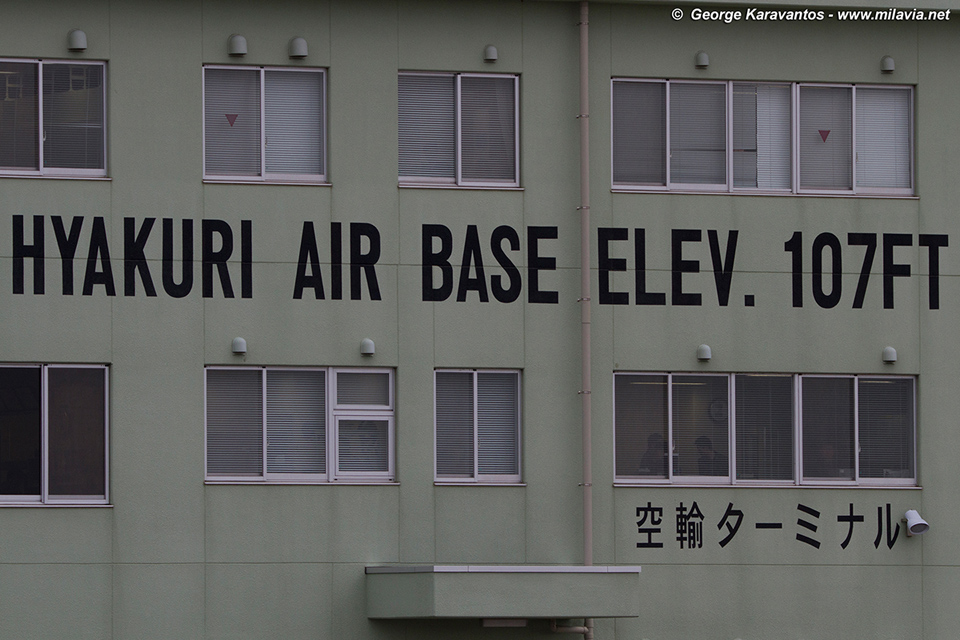 © George Karavantos - www.milavia.net
HYAKURI AIR BASE ELEV. 107FT
空輸ターミナル